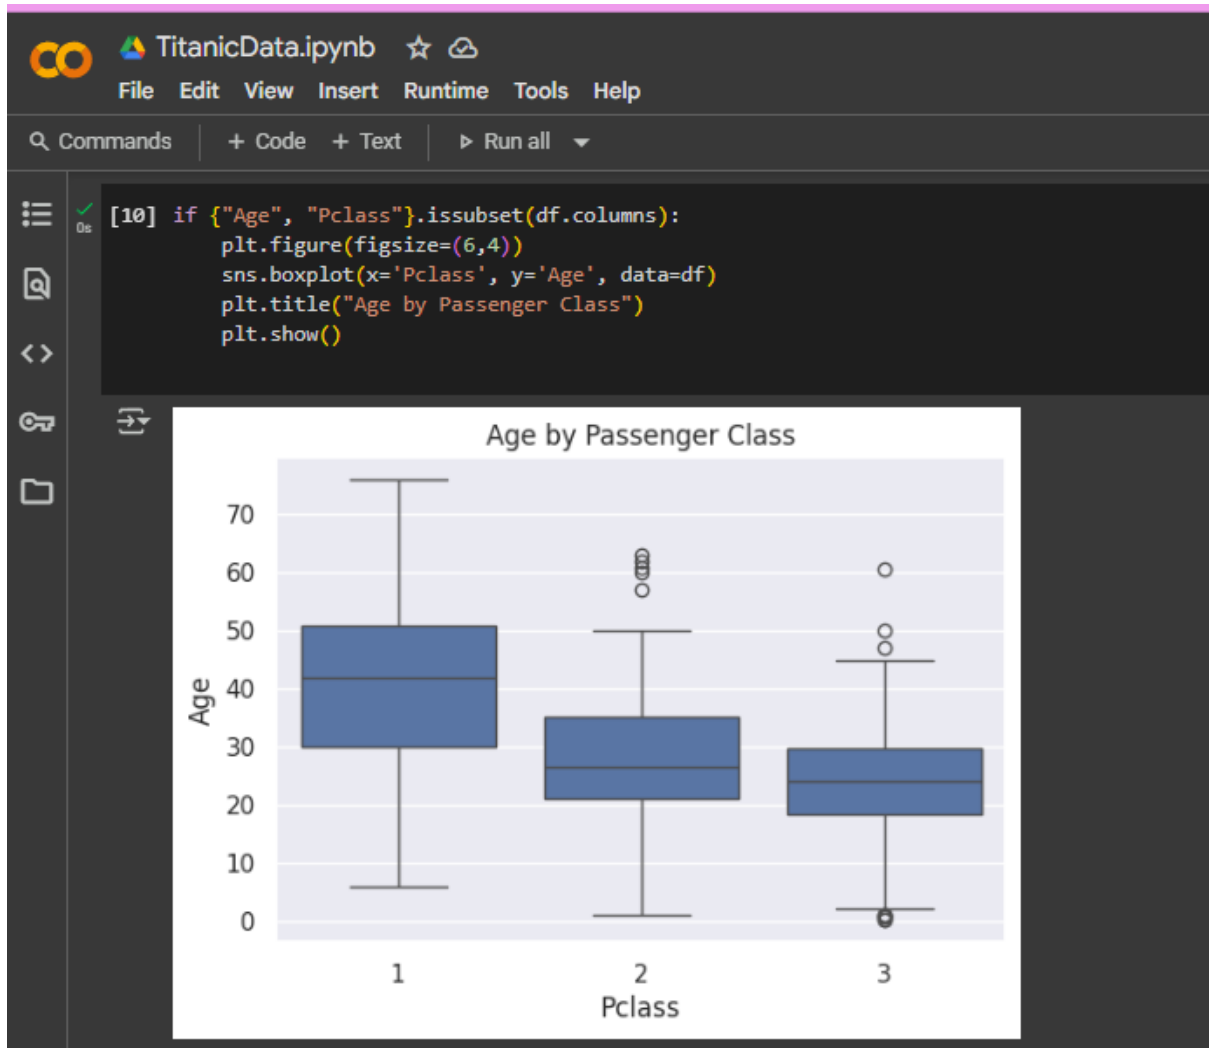 TitanicData.ipynb
File Edit View Insert Runtime Tools Help
Commands + Code + Text Run all
[10] if {"Age", "Pclass"}.issubset(df.columns):
plt.figure(figsize=(6,4))
sns.boxplot(x='Pclass', y='Age', data=df)
plt.title("Age by Passenger Class")
plt.show()
0s
Age by Passenger Class
70
60
50
40
30
20
10
0
Age
1 2 3
Pclass